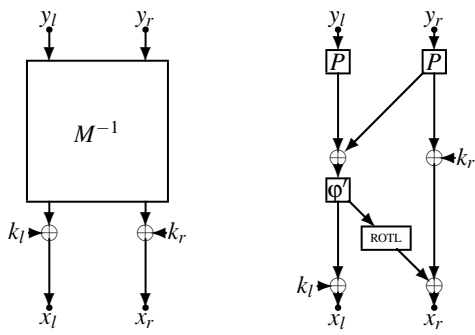 y_l y_r y_l y_r
P P
M^{-1}
k_r
φ′
k_l k_r ROTL
k_l
x_l x_r x_l x_r